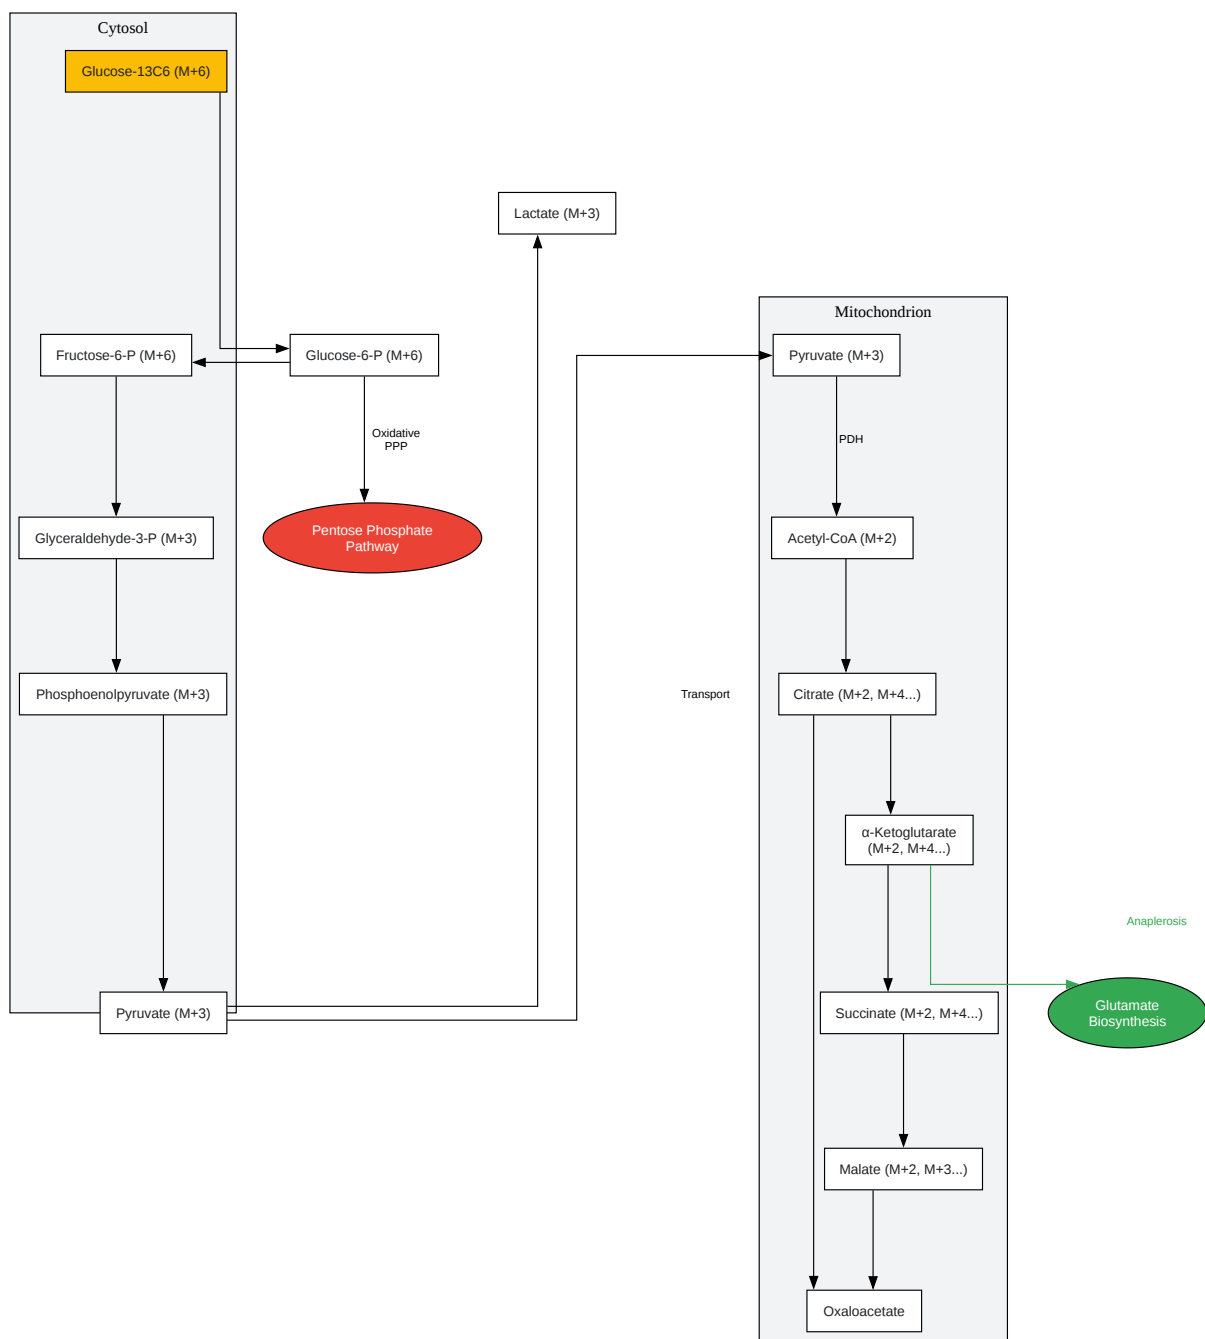 Cytosol
Glucose-13C6 (M+6)
Lactate (M+3)
Mitochondrion
Fructose-6-P (M+6)
Glucose-6-P (M+6)
Pyruvate (M+3)
Oxidative
PPP
PDH
Glyceraldehyde-3-P (M+3)
Pentose Phosphate
Pathway
Acetyl-CoA (M+2)
Phosphoenolpyruvate (M+3)
Transport
Citrate (M+2, M+4...)
α-Ketoglutarate
(M+2, M+4...)
Anaplerosis
Pyruvate (M+3)
Succinate (M+2, M+4...)
Glutamate
Biosynthesis
Malate (M+2, M+3...)
Oxaloacetate